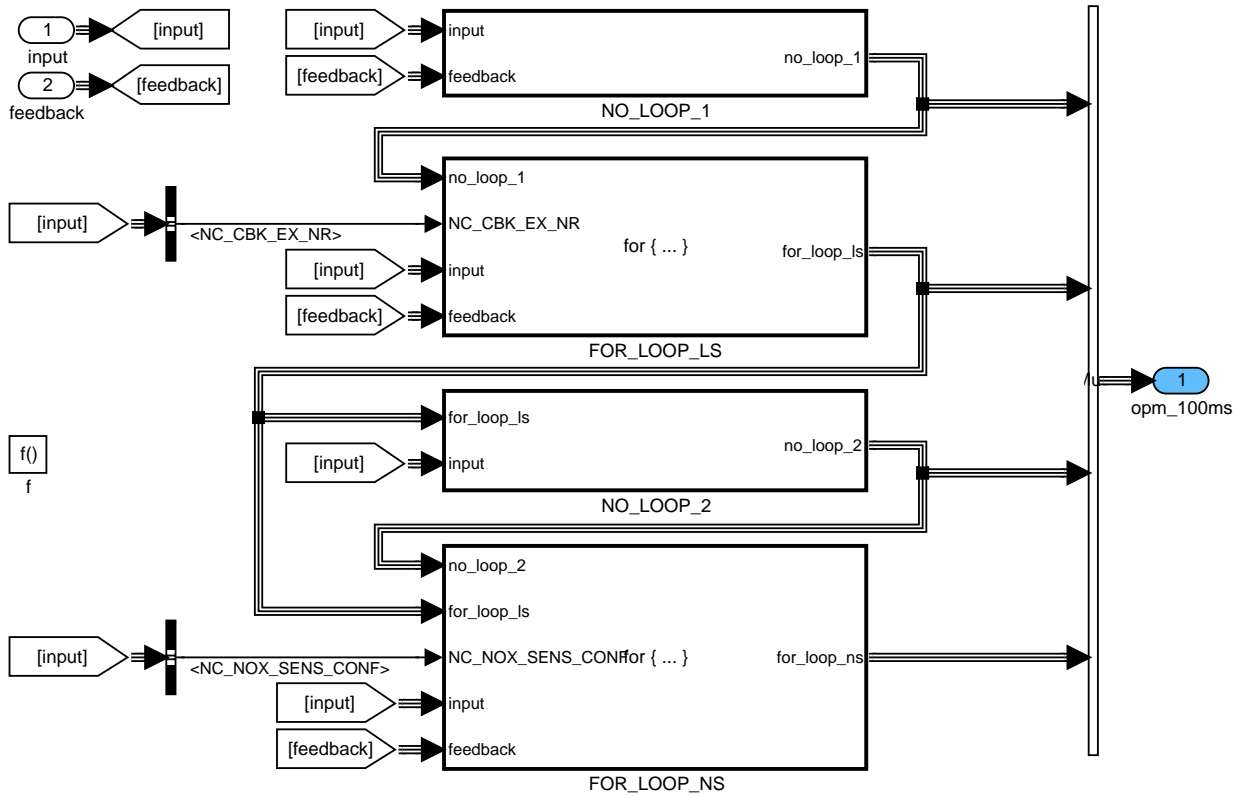 1
input
[input]
2
feedback
[feedback]
[input]
[feedback]
input
feedback
no_loop_1
NO_LOOP_1
[input]
<NC_CBK_EX_NR>
[input]
[feedback]
no_loop_1
NC_CBK_EX_NR
input
feedback
for { ... }
for_loop_ls
FOR_LOOP_LS
f()
f
[input]
for_loop_ls
input
no_loop_2
NO_LOOP_2
[input]
<NC_NOX_SENS_CONF>
[input]
[feedback]
no_loop_2
for_loop_ls
NC_NOX_SENS_CONF
for { ... }
input
feedback
for_loop_ns
FOR_LOOP_NS
1
opm_100ms